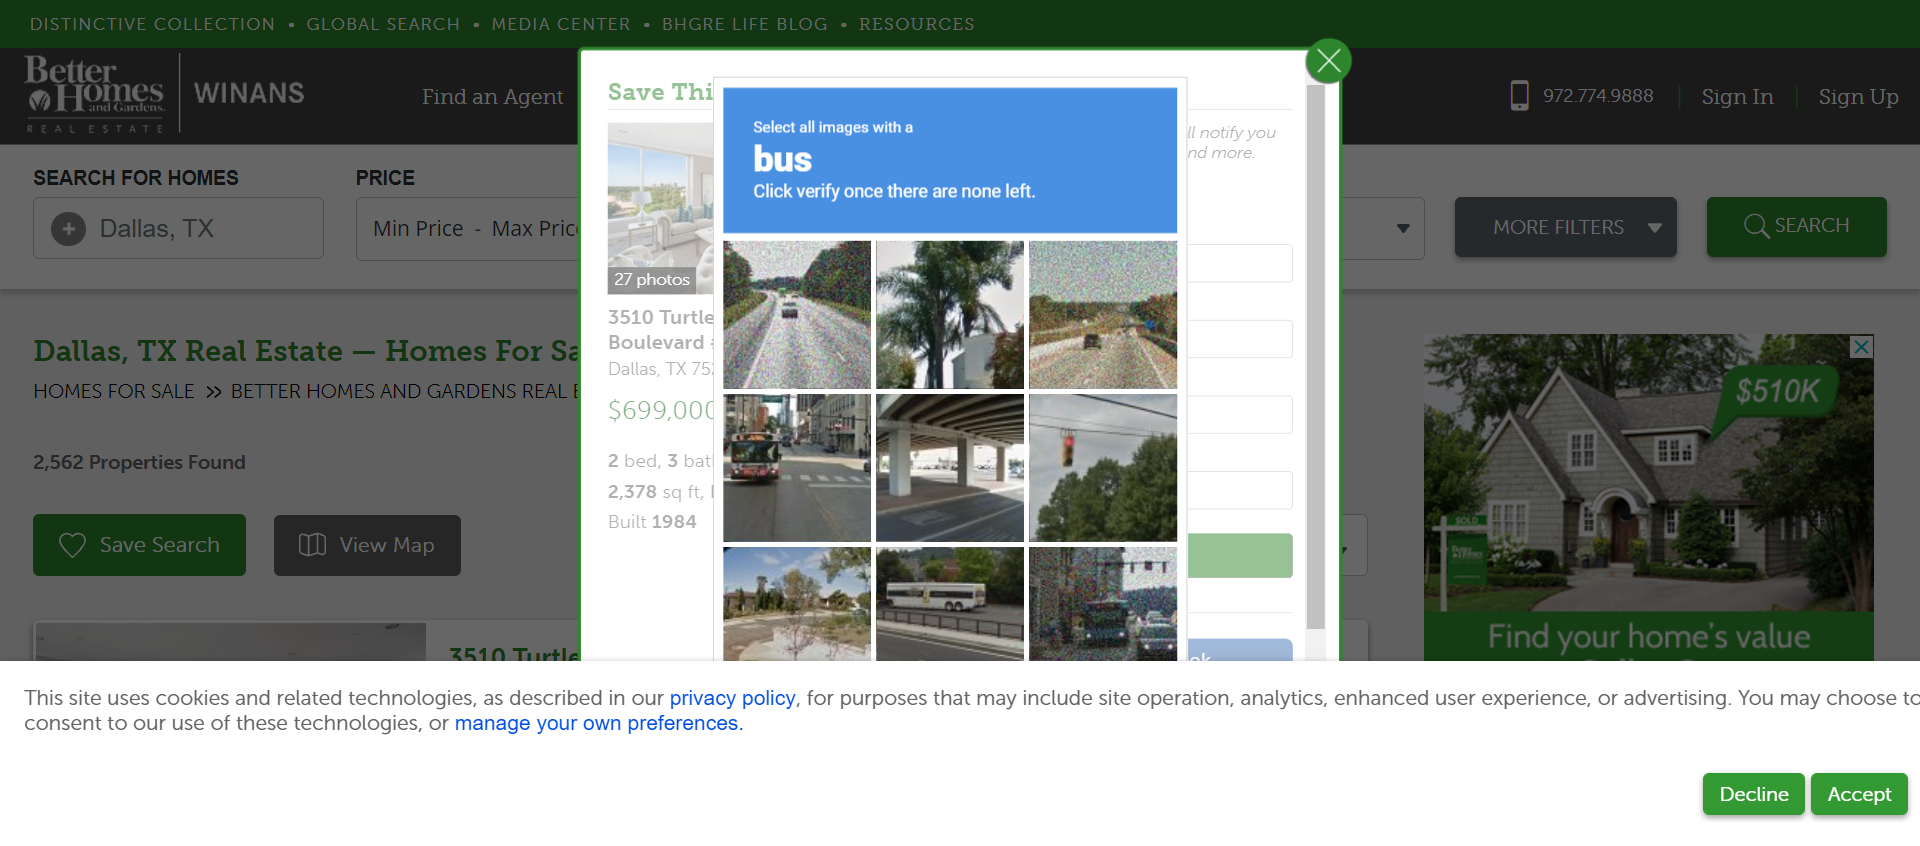 DISTINCTIVE COLLECTION • GLOBAL SEARCH • MEDIA CENTER • BHGRE LIFE BLOG • RESOURCES
Better
Homes
and Gardens
REAL ESTATE
WINANS
Find an Agent
972.774.9888
Sign In
Sign Up
SEARCH FOR HOMES
Dallas, TX
PRICE
Min Price - Max Pric
MORE FILTERS
SEARCH
Save Thi
ll notify you
nd more.
Select all images with a
bus
Click verify once there are none left.
27 photos
3510 Turtle
Boulevard
Dallas, TX 752
$699,000
2 bed, 3 bat
2,378 sq ft,
Built 1984
Dallas, TX Real Estate — Homes For Sa
HOMES FOR SALE » BETTER HOMES AND GARDENS REAL E
2,562 Properties Found
Save Search
View Map
3510 Turtle
ok
$510K
SOLD
Better
Homes
Find your home's value
This site uses cookies and related technologies, as described in our privacy policy, for purposes that may include site operation, analytics, enhanced user experience, or advertising. You may choose to
consent to our use of these technologies, or manage your own preferences.
Decline
Accept